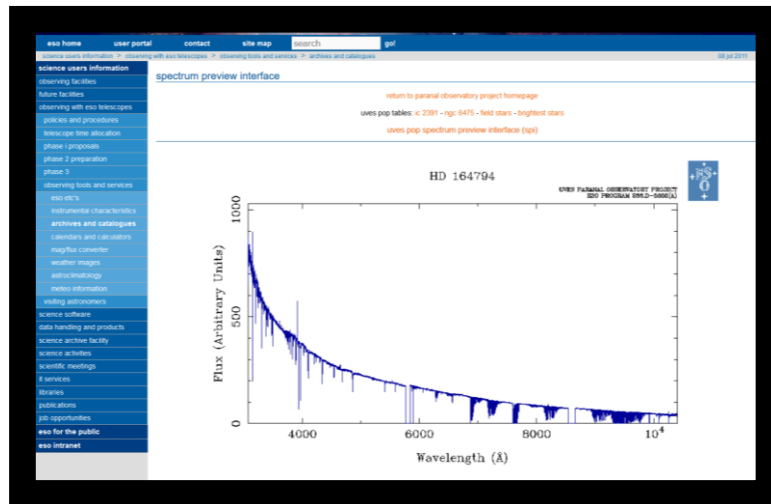 eso home user portal contact site map search go!
science users information > observing with eso telescopes > observing tools and services > archives and catalogues 08 jul 2011
science users information
observing facilities
future facilities
observing with eso telescopes
policies and procedures
telescope time allocation
phase i proposals
phase 2 preparation
phase 3
observing tools and services
eso etc's
instrumental characteristics
archives and catalogues
calendars and calculators
mag/flux converter
weather images
astroclimatology
meteo information
visiting astronomers
science software
data handling and products
science archive facility
science activities
scientific meetings
it services
libraries
publications
job opportunities
eso for the public
eso intranet
spectrum preview interface
return to paranal observatory project homepage
uves pop tables: ic 2391 - ngc 6475 - field stars - brightest stars
uves pop spectrum preview interface (spi)
HD 164794
UVES PARANAL OBSERVATORY PROJECT
ESO PROGRAM 266.D-5655(A)
ESO
Flux (Arbitrary Units)
1000
500
0
4000 6000 8000 10⁴
Wavelength (Å)